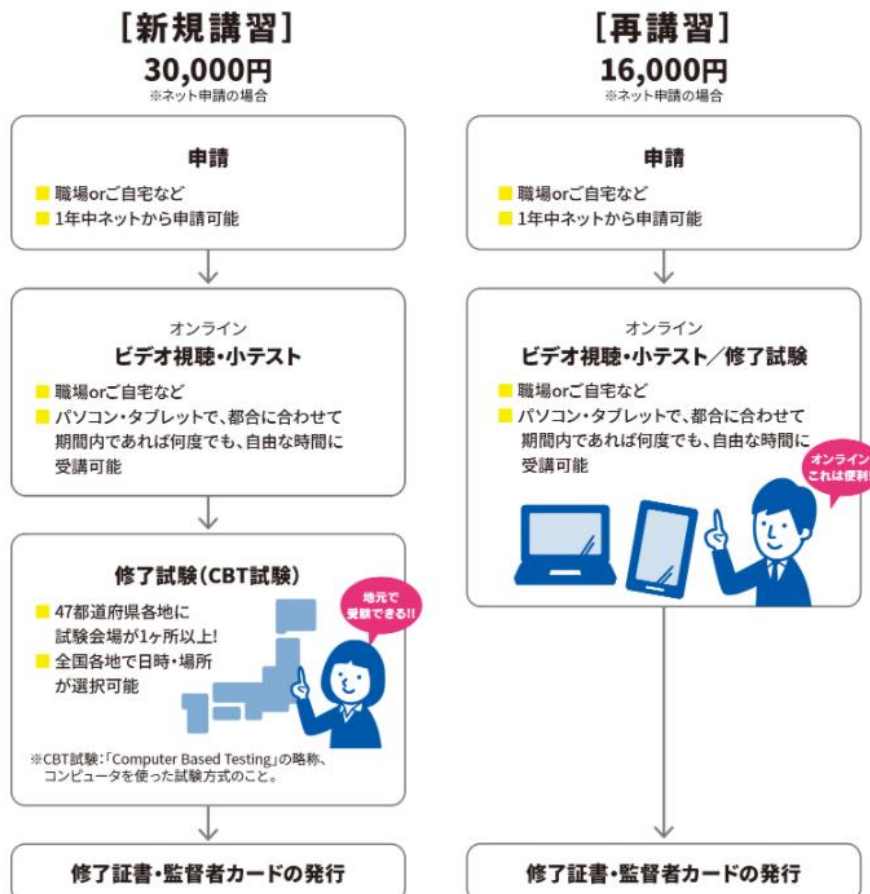 [新規講習]
30,000円
※ネット申請の場合
申請
職場orご自宅など
1年中ネットから申請可能
オンライン
ビデオ視聴・小テスト
職場orご自宅など
パソコン・タブレットで、都合に合わせて
期間内であれば何度でも、自由な時間に
受講可能
修了試験(CBT試験)
47都道府県各地に
試験会場が1ヶ所以上!
全国各地で日時・場所
が選択可能
地元で
受験できる!!
※CBT試験:「Computer Based Testing」の略称、
コンピュータを使った試験方式のこと。
修了証書・監督者カードの発行
[再講習]
16,000円
※ネット申請の場合
申請
職場orご自宅など
1年中ネットから申請可能
オンライン
ビデオ視聴・小テスト/修了試験
職場orご自宅など
パソコン・タブレットで、都合に合わせて
期間内であれば何度でも、自由な時間に
受講可能
オンライン
これは便利!
修了証書・監督者カードの発行